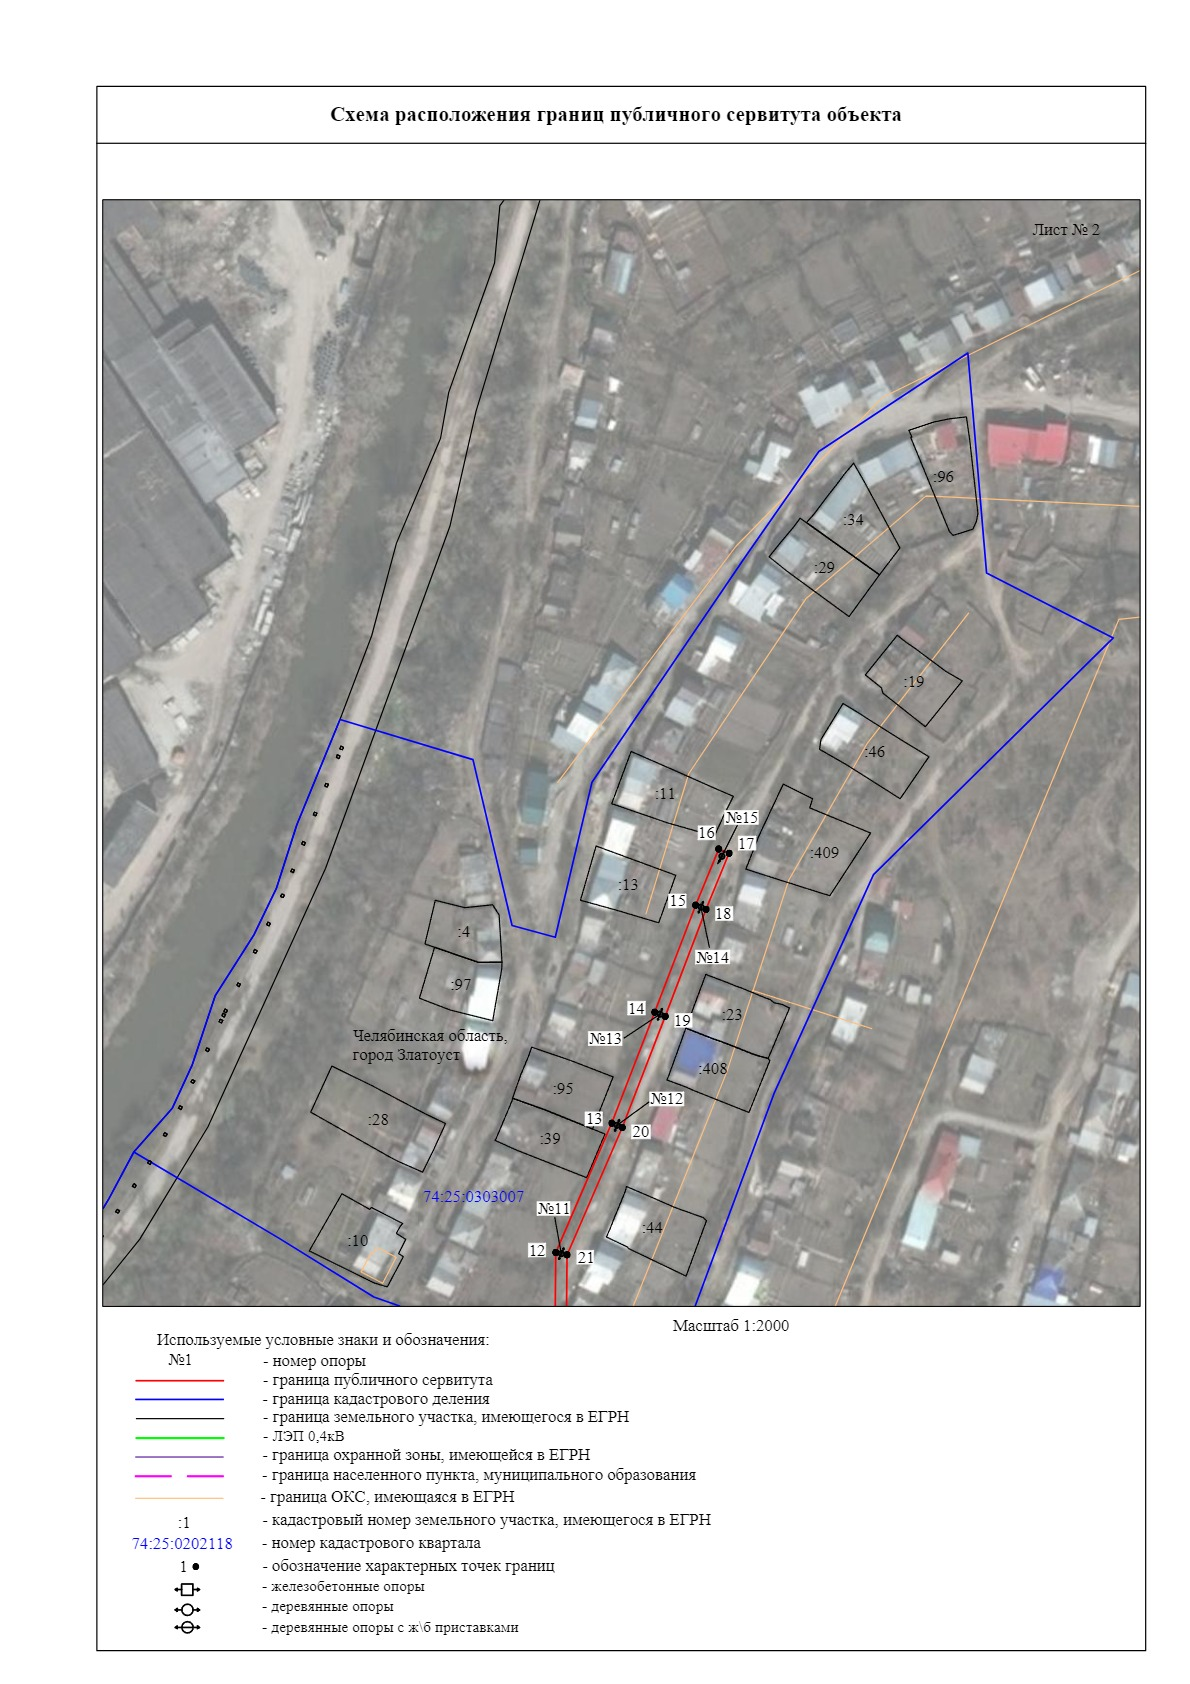 Схема расположения границ публичного сервитута объекта
Лист № 2
:96
:34
:29
:19
:46
:11
№15
16
17
:409
:13
15
18
:4
№14
:97
14
19
:23
Челябинская область,
город Златоуст
№13
:408
:95
№12
:28
13
20
:39
74:25:0303007
№11
:44
:10
12
21
Масштаб 1:2000
Используемые условные знаки и обозначения:
№1 - номер опоры
- граница публичного сервитута
- граница кадастрового деления
- граница земельного участка, имеющегося в ЕГРН
- ЛЭП 0,4кВ
- граница охранной зоны, имеющейся в ЕГРН
- граница населенного пункта, муниципального образования
- граница ОКС, имеющаяся в ЕГРН
:1 - кадастровый номер земельного участка, имеющегося в ЕГРН
74:25:0202118 - номер кадастрового квартала
1 - обозначение характерных точек границ
- железобетонные опоры
- деревянные опоры
- деревянные опоры с ж\б приставками